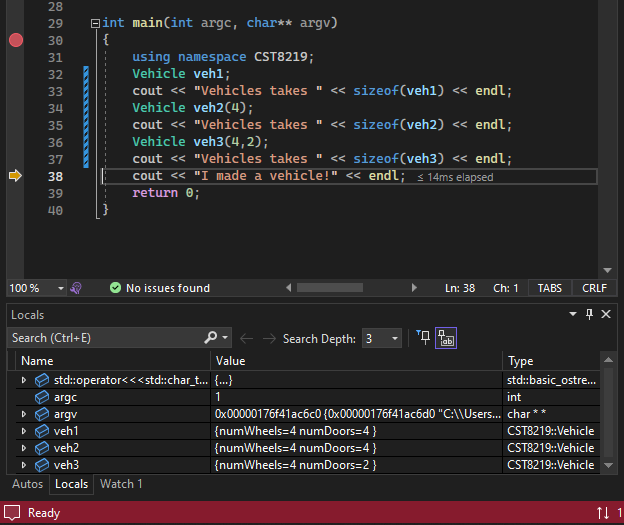 28
29 int main(int argc, char** argv)
30 {
31 using namespace CST8219;
32 Vehicle veh1;
33 cout << "Vehicles takes " << sizeof(veh1) << endl;
34 Vehicle veh2(4);
35 cout << "Vehicles takes " << sizeof(veh2) << endl;
36 Vehicle veh3(4,2);
37 cout << "Vehicles takes " << sizeof(veh3) << endl;
38 cout << "I made a vehicle!" << endl; ≤ 14ms elapsed
39 return 0;
40 }
100 % No issues found Ln: 38 Ch: 1 TABS CRLF
Locals
Search (Ctrl+E) Search Depth: 3
Name Value Type
std::operator<<<std::char_t... {...} std::basic_ostre...
argc 1 int
argv 0x00000176f41ac6c0 {0x00000176f41ac6d0 "C:\\Users... char * *
veh1 {numWheels=4 numDoors=4 } CST8219::Vehicle
veh2 {numWheels=4 numDoors=4 } CST8219::Vehicle
veh3 {numWheels=4 numDoors=2 } CST8219::Vehicle
Autos Locals Watch 1
Ready 1